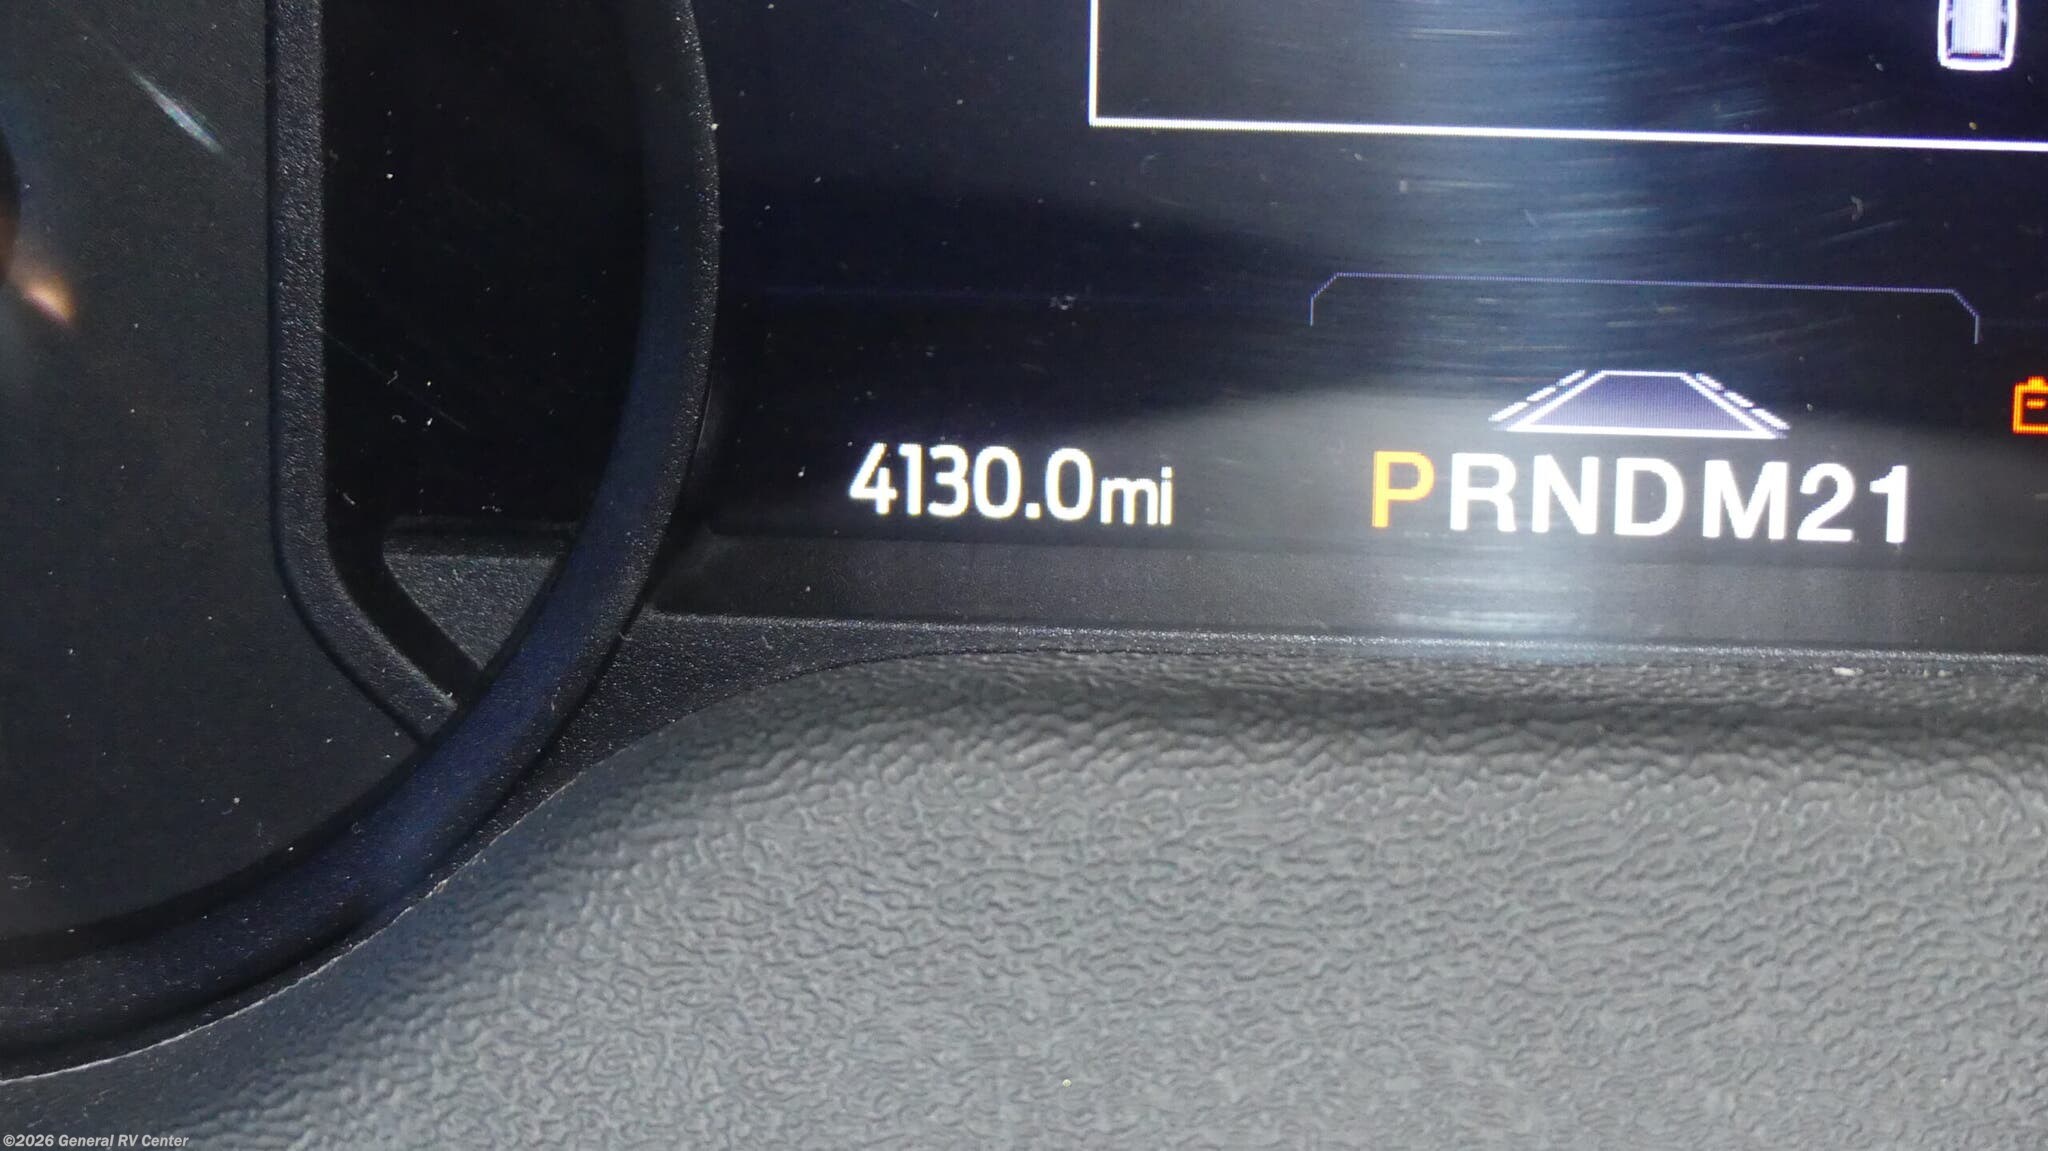 4130.0mi
PRNDM21
©2026 General RV Center